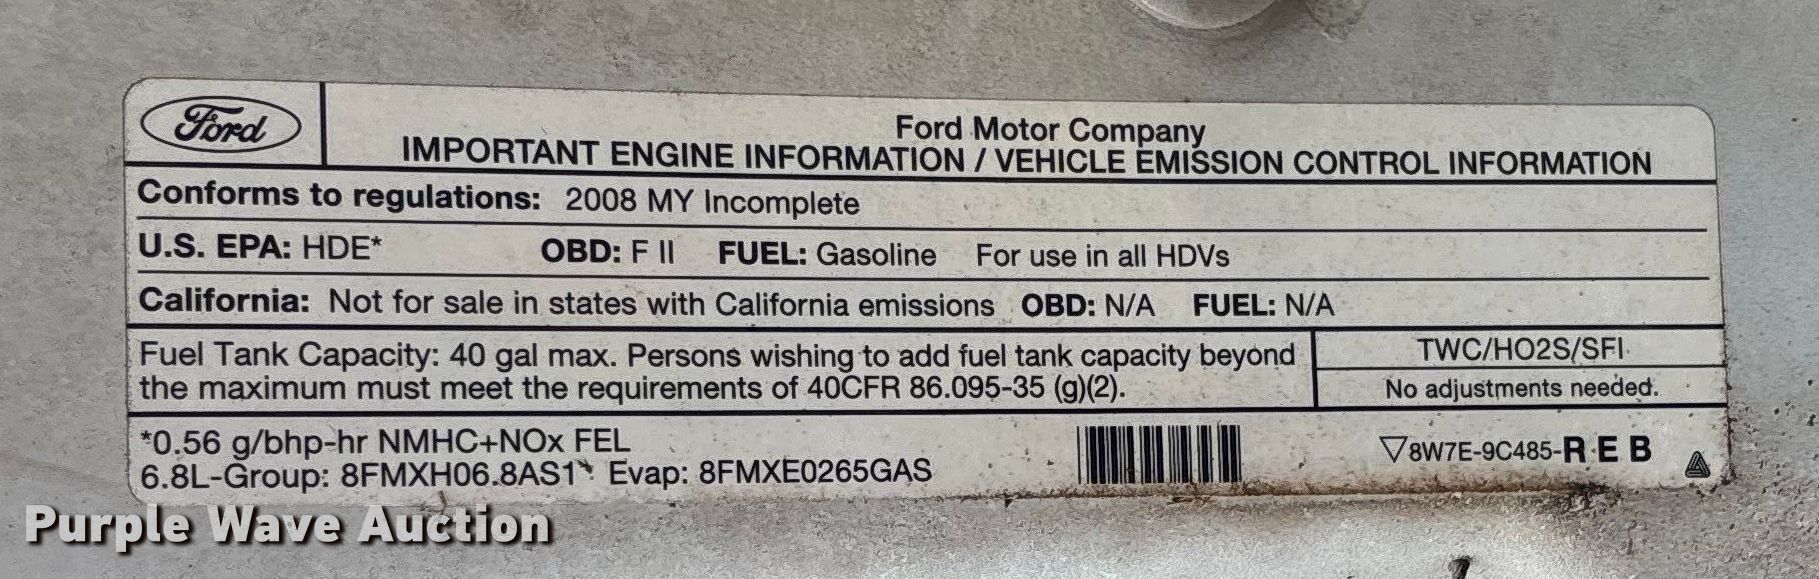 Ford
Ford Motor Company
IMPORTANT ENGINE INFORMATION / VEHICLE EMISSION CONTROL INFORMATION
Conforms to regulations: 2008 MY Incomplete
U.S. EPA: HDE* OBD: F II FUEL: Gasoline For use in all HDVs
California: Not for sale in states with California emissions OBD: N/A FUEL: N/A
Fuel Tank Capacity: 40 gal max. Persons wishing to add fuel tank capacity beyond
the maximum must meet the requirements of 40CFR 86.095-35 (g)(2).
TWC/HO2S/SFI
No adjustments needed.
*0.56 g/bhp-hr NMHC+NOx FEL
6.8L-Group: 8FMXH06.8AS1 Evap: 8FMXE0265GAS
▽8W7E-9C485-R E B
Purple Wave Auction